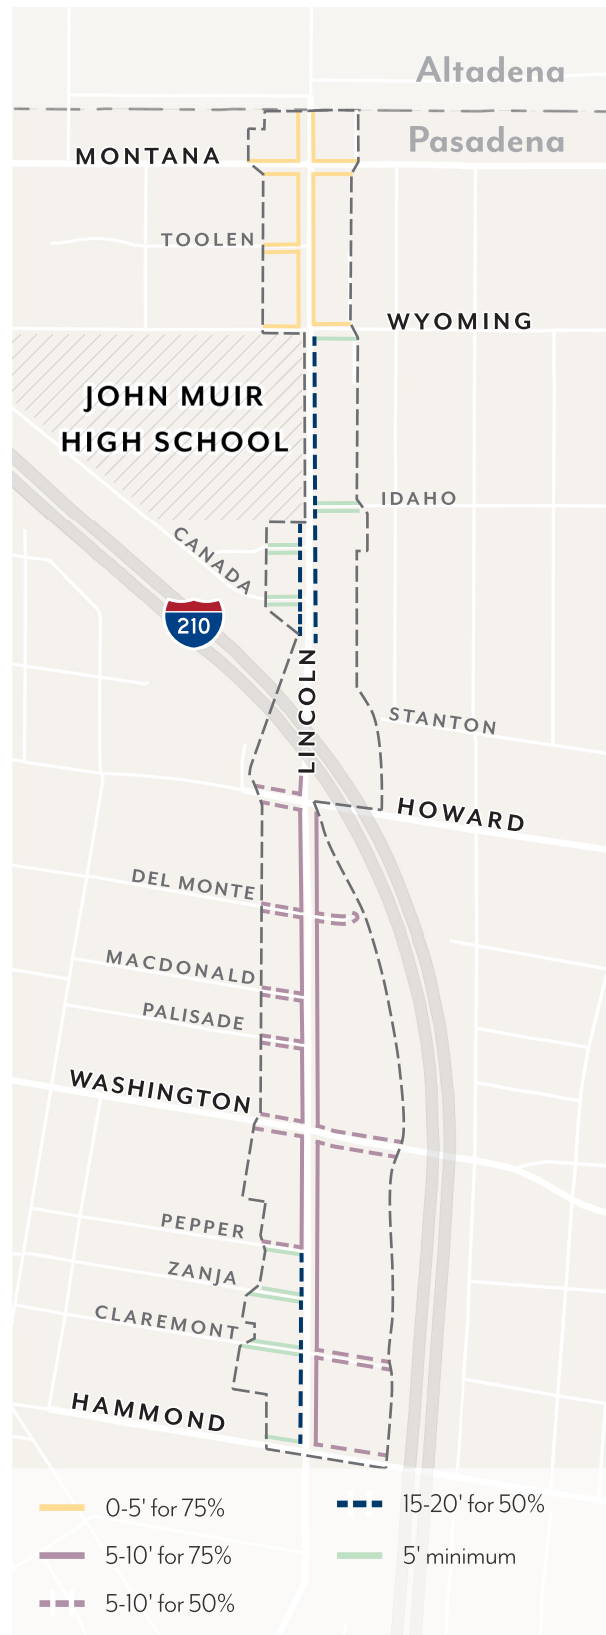 Altadena
Pasadena
MONTANA
TOOLEN
WYOMING
JOHN MUIR
HIGH SCHOOL
IDAHO
CANADA
210
LINCOLN
STANTON
HOWARD
DEL MONTE
MACDONALD
PALISADE
WASHINGTON
PEPPER
ZANJA
CLAREMONT
HAMMOND
0-5' for 75%
5-10' for 75%
5-10' for 50%
15-20' for 50%
5' minimum